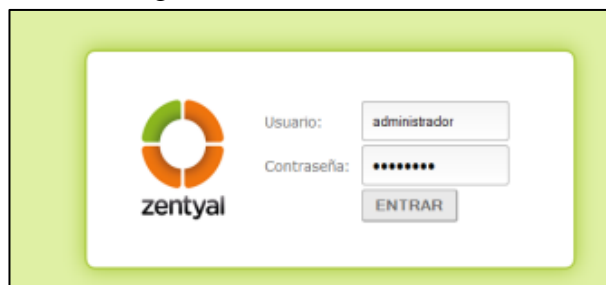 Usuario: administrador
Contraseña: ••••••••
zentyal
ENTRAR